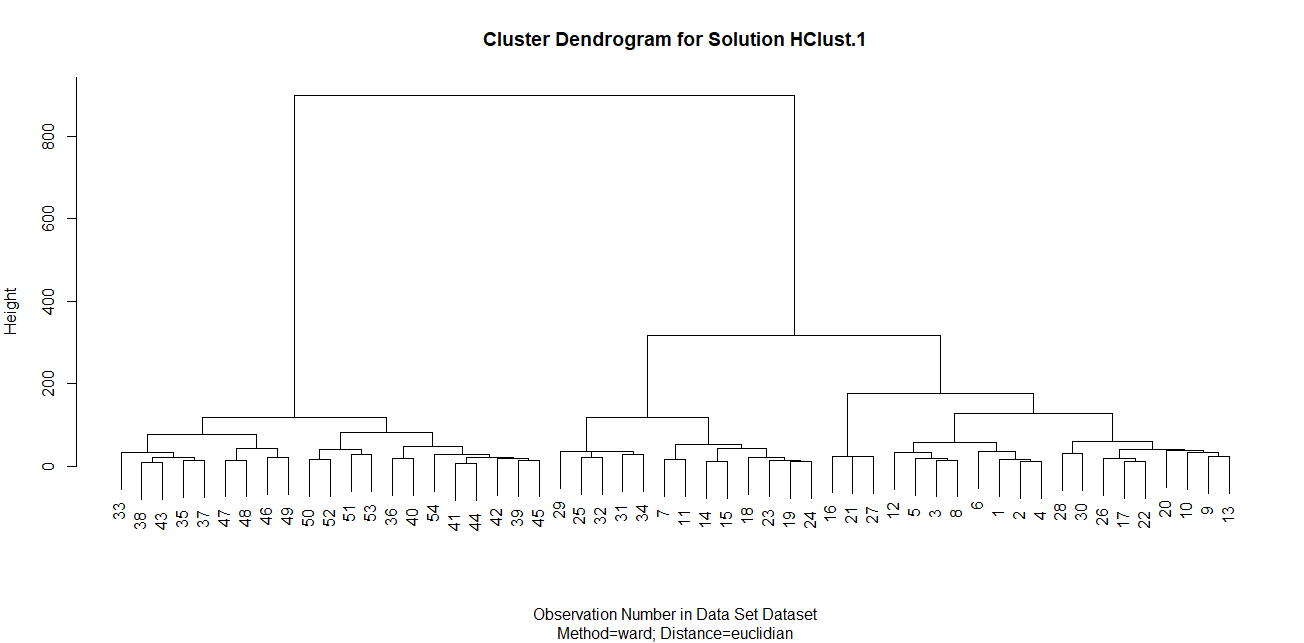 Cluster Dendrogram for Solution HClust.1
Height
800
600
400
200
0
33 38 43 35 37 47 48 46 49 50 52 51 53 36 40 54 41 44 42 39 45 29 25 32 31 34 7 11 14 15 18 23 19 24 16 21 27 12 5 3 8 6 1 2 4 28 30 26 17 22 20 10 9 13
Observation Number in Data Set Dataset
Method=ward; Distance=euclidian